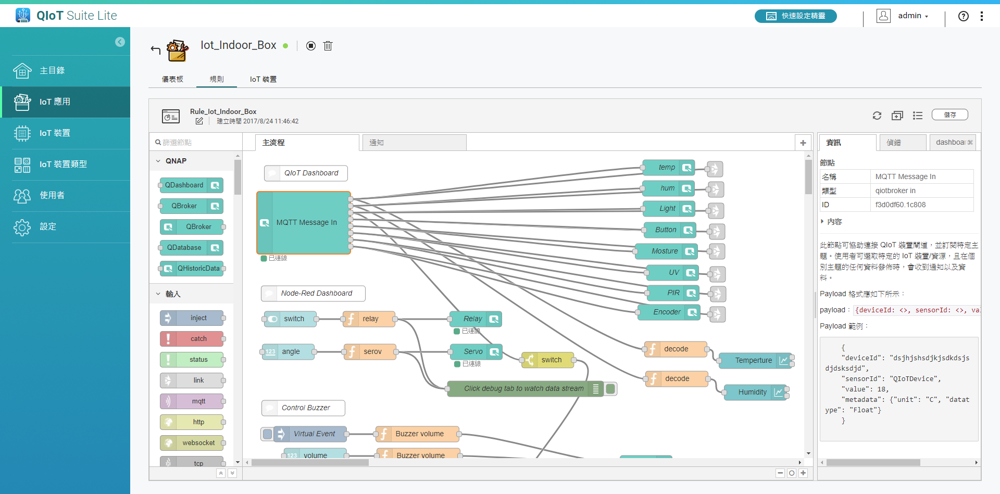 QIoT Suite Lite
快速設定精靈
admin
主目錄
IoT 應用
IoT 裝置
IoT 裝置類型
使用者
設定
Iot_Indoor_Box
儀表板
規則
IoT 裝置
Rule_Iot_Indoor_Box
建立時間 2017/8/24 11:46:42
儲存
篩選節點
QNAP
QDashboard
QBroker
QBroker
QDatabase
QHistoricData
輸入
inject
catch
status
link
mqtt
http
websocket
tcp
主流程
通知
QIoT Dashboard
MQTT Message In
已連線
temp
hum
Light
Button
Mosture
UV
PIR
Encoder
Node-Red Dashboard
switch
relay
Relay
已連線
123
angle
serov
Servo
已連線
switch
decode
Temperture
decode
Humidity
Click debug tab to watch data stream
Control Buzzer
Virtual Event
Buzzer volume
123
volume
Buzzer volume
資訊
偵錯
dashboar
節點
名稱 MQTT Message In
類型 qiotbroker in
ID f3d0df60.1c808
內容
此節點可協助連接 QIoT 裝置閘道，並訂閱特定主
題。使用者可選取特定的 IoT 裝置/資源，且在個
別主題的任何資料發佈時，會收到通知以及資
料。
Payload 格式應如下所示：
payload： {deviceId: <>, sensorId: <>, va
Payload 範例：
{
"deviceId": "dsjhjshsdjkjsdkdsjs
djdsksdjd",
"sensorId": "QIoTDevice",
"value": 18,
"metadata": {"unit": "C", "datat
ype": "Float"}
}